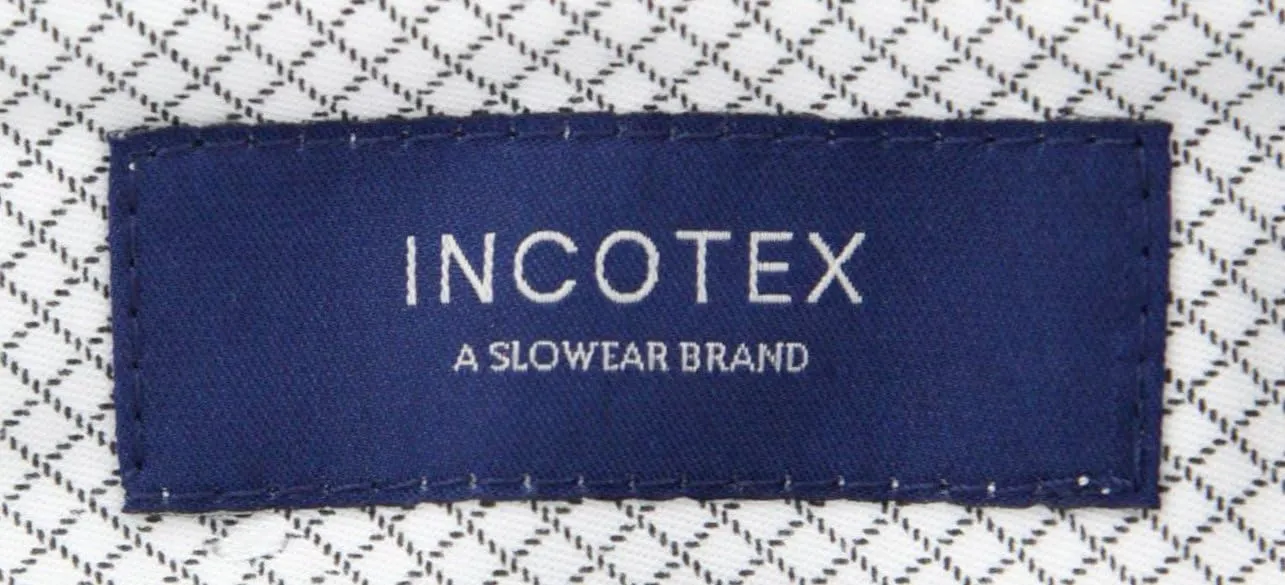 INCOTEX
A SLOWEAR BRAND